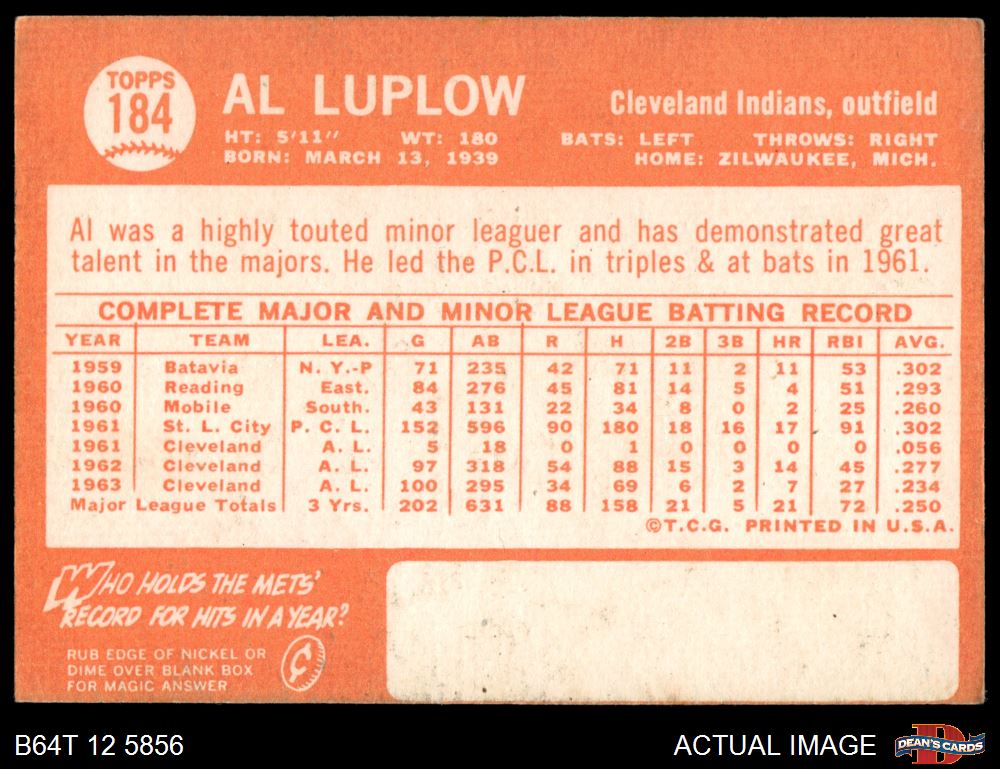 TOPPS
184
AL LUPLOW
Cleveland Indians, outfield
HT: 5'11" WT: 180 BATS: LEFT THROWS: RIGHT
BORN: MARCH 13, 1939 HOME: ZILWAUKEE, MICH.
Al was a highly touted minor leaguer and has demonstrated great
talent in the majors. He led the P.C.L. in triples & at bats in 1961.
COMPLETE MAJOR AND MINOR LEAGUE BATTING RECORD
YEAR TEAM LEA. G AB R H 2B 3B HR RBI AVG.
1959 Batavia N. Y.-P 71 235 42 71 11 2 11 53 .302
1960 Reading East. 84 276 45 81 14 5 4 51 .293
1960 Mobile South. 43 131 22 34 8 0 2 25 .260
1961 St. L. City P. C. L. 152 596 90 180 18 16 17 91 .302
1961 Cleveland A. L. 5 18 0 1 0 0 0 0 .056
1962 Cleveland A. L. 97 318 54 88 15 3 14 45 .277
1963 Cleveland A. L. 100 295 34 69 6 2 7 27 .234
Major League Totals 3 Yrs. 202 631 88 158 21 5 21 72 .250
©T.C.G. PRINTED IN U.S.A.
WHO HOLDS THE METS'
RECORD FOR HITS IN A YEAR?
RUB EDGE OF NICKEL OR
DIME OVER BLANK BOX
FOR MAGIC ANSWER
¢
B64T 12 5856
ACTUAL IMAGE
D
DEAN'S CARDS